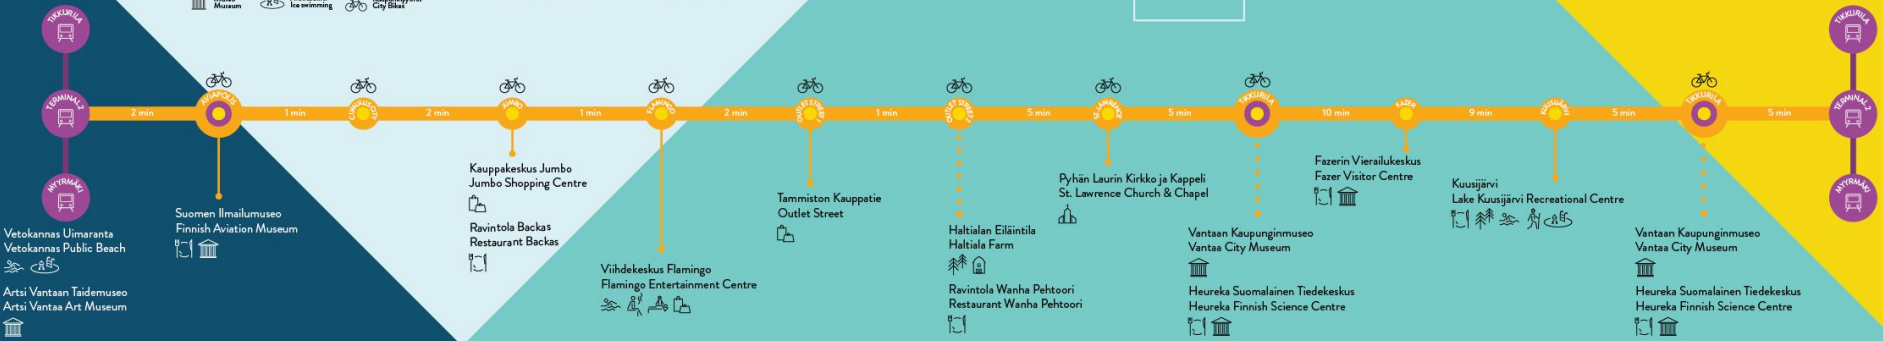 Museum
Ice swimming
City Bikes
TIKKURILA
TERMINAL 2
MYYRMÄKI
2 min
AVIAPOLIS
1 min
2 min
JUMBO
1 min
FLAMINGO
2 min
OUTLET STREET 1
1 min
OUTLET STREET 2
5 min
ST. LAWRENCE
5 min
TIKKURILA
10 min
FAZER
9 min
KUUSIJÄRVI
5 min
TIKKURILA
5 min
TIKKURILA
TERMINAL 2
MYYRMÄKI
Vetokannas Uimaranta
Vetokannas Public Beach
Artsi Vantaan Taidemuseo
Artsi Vantaa Art Museum
Suomen Ilmailumuseo
Finnish Aviation Museum
Kauppakeskus Jumbo
Jumbo Shopping Centre
Ravintola Backas
Restaurant Backas
Viihdekeskus Flamingo
Flamingo Entertainment Centre
Tammiston Kauppatie
Outlet Street
Haltialan Eiläintila
Haltiala Farm
Ravintola Wanha Pehtoori
Restaurant Wanha Pehtoori
Pyhän Laurin Kirkko ja Kappeli
St. Lawrence Church & Chapel
Vantaan Kaupunginmuseo
Vantaa City Museum
Heureka Suomalainen Tiedekeskus
Heureka Finnish Science Centre
Fazerin Vierailukeskus
Fazer Visitor Centre
Kuusijärvi
Lake Kuusijärvi Recreational Centre
Vantaan Kaupunginmuseo
Vantaa City Museum
Heureka Suomalainen Tiedekeskus
Heureka Finnish Science Centre